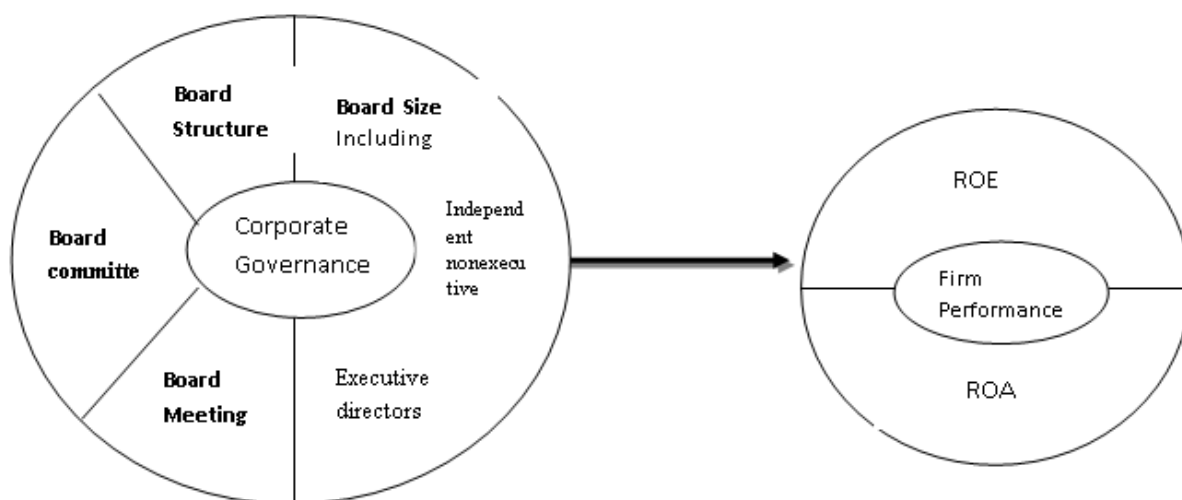 Board
Structure
Board Size
Including
Independ
ent
nonexecu
tive
Corporate
Governance
Board
committe
Board
Meeting
Executive
directors
ROE
Firm
Performance
ROA